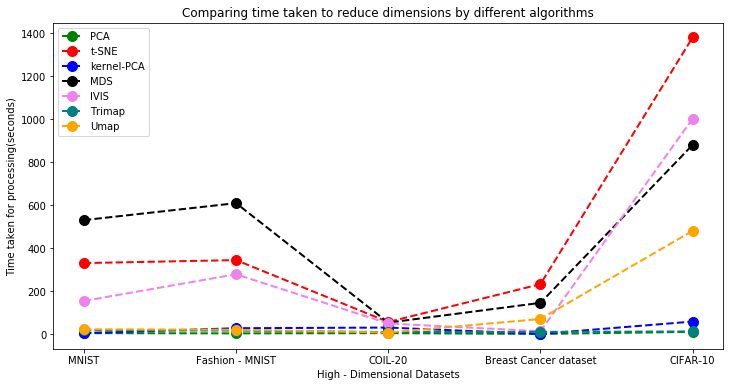 Comparing time taken to reduce dimensions by different algorithms
PCA
t-SNE
kernel-PCA
MDS
IVIS
Trimap
Umap
Time taken for processing(seconds)
1400
1200
1000
800
600
400
200
0
MNIST
Fashion - MNIST
COIL-20
Breast Cancer dataset
CIFAR-10
High - Dimensional Datasets